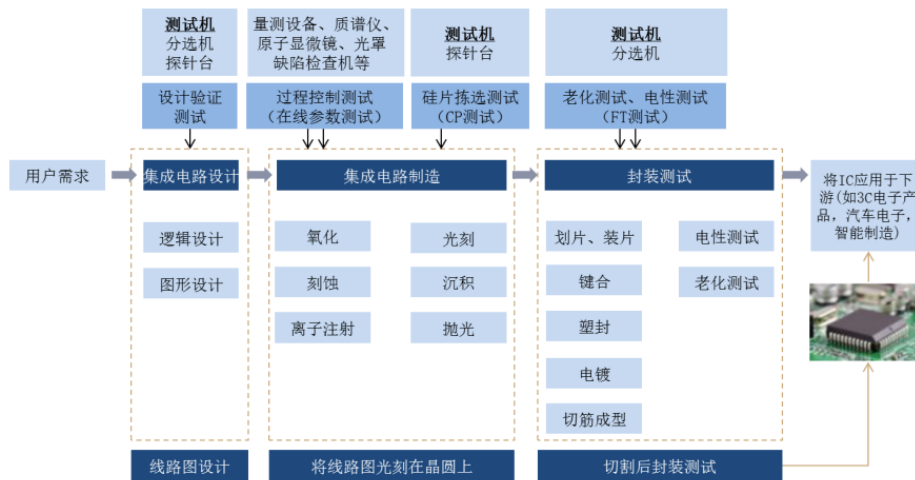 测试机
分选机
探针台
量测设备、质谱仪、
原子显微镜、光罩
缺陷检查机等
测试机
探针台
测试机
分选机
设计验证
测试
过程控制测试
（在线参数测试）
硅片拣选测试
（CP测试）
老化测试、电性测试
（FT测试）
用户需求
集成电路设计
集成电路制造
封装测试
将IC应用于下
游(如3C电子产
品，汽车电子，
智能制造)
逻辑设计
图形设计
氧化
光刻
刻蚀
沉积
离子注射
抛光
划片、装片
电性测试
键合
老化测试
塑封
电镀
切筋成型
线路图设计
将线路图光刻在晶圆上
切割后封装测试